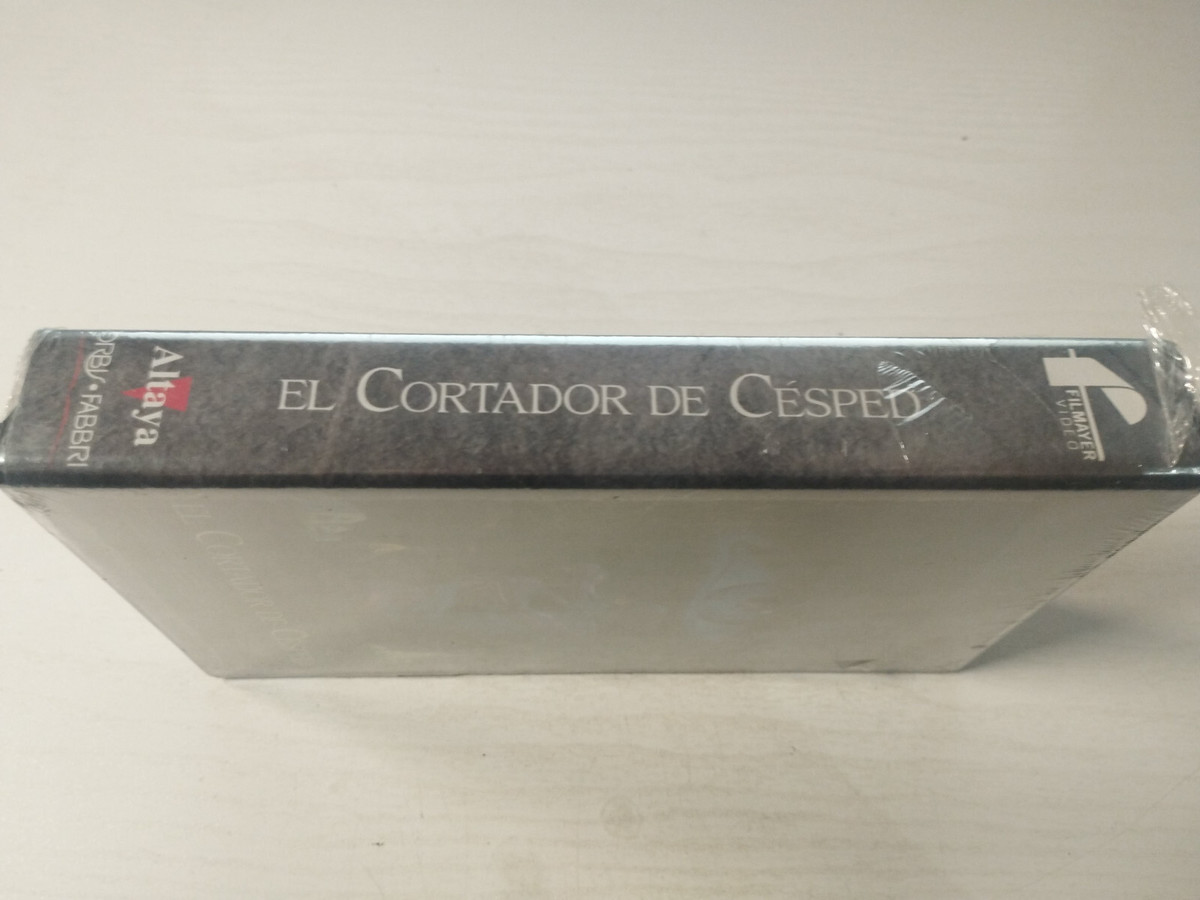 ORBIS • FABBRI
Altaya
EL CORTADOR DE CÉSPED
FILMAYER
VIDEO